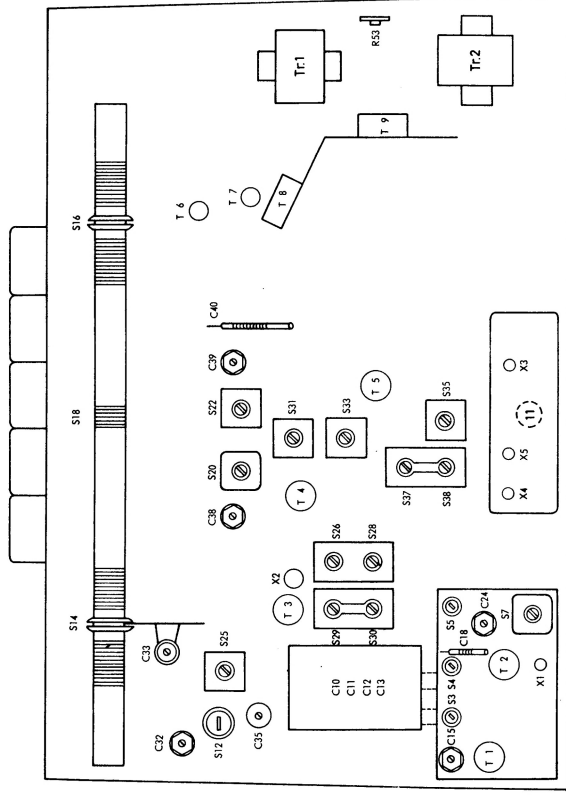 S14
S18
S16
C33
C32
S12
S25
C35
C38
S20
S22
C39
C40
T 6
T 7
T 8
T 9
Tr.1
R53
Tr.2
X2
T 3
T 4
S31
S33
T 5
S26
S28
S29
S30
C10
C11
C12
C13
S37
S38
S35
X4
X5
11
X3
C15
S3
S4
C18
S5
C24
S7
T 1
T 2
X1